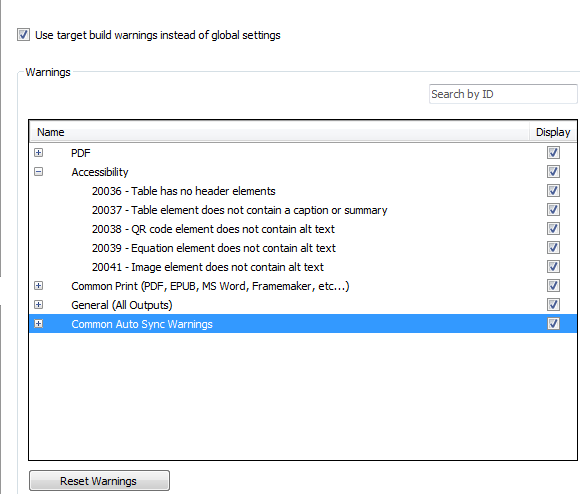 Use target build warnings instead of global settings
Warnings
Search by ID
Name Display
PDF
Accessibility
20036 - Table has no header elements
20037 - Table element does not contain a caption or summary
20038 - QR code element does not contain alt text
20039 - Equation element does not contain alt text
20041 - Image element does not contain alt text
Common Print (PDF, EPUB, MS Word, Framemaker, etc...)
General (All Outputs)
Common Auto Sync Warnings
Reset Warnings